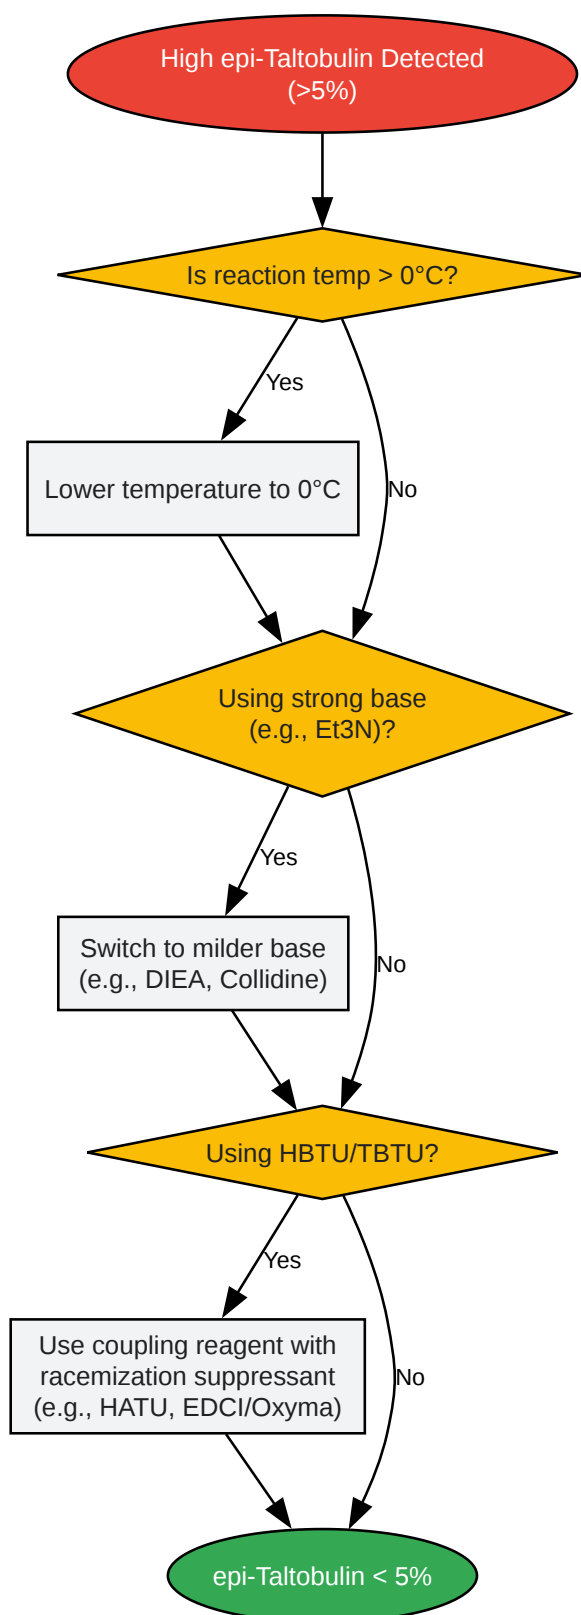 High epi-Taltobulin Detected
(>5%)
Is reaction temp > 0°C?
Yes
Lower temperature to 0°C
No
Using strong base
(e.g., Et3N)?
Yes
Switch to milder base
(e.g., DIEA, Collidine)
No
Using HBTU/TBTU?
Yes
Use coupling reagent with
racemization suppressant
(e.g., HATU, EDCI/Oxyma)
No
epi-Taltobulin < 5%